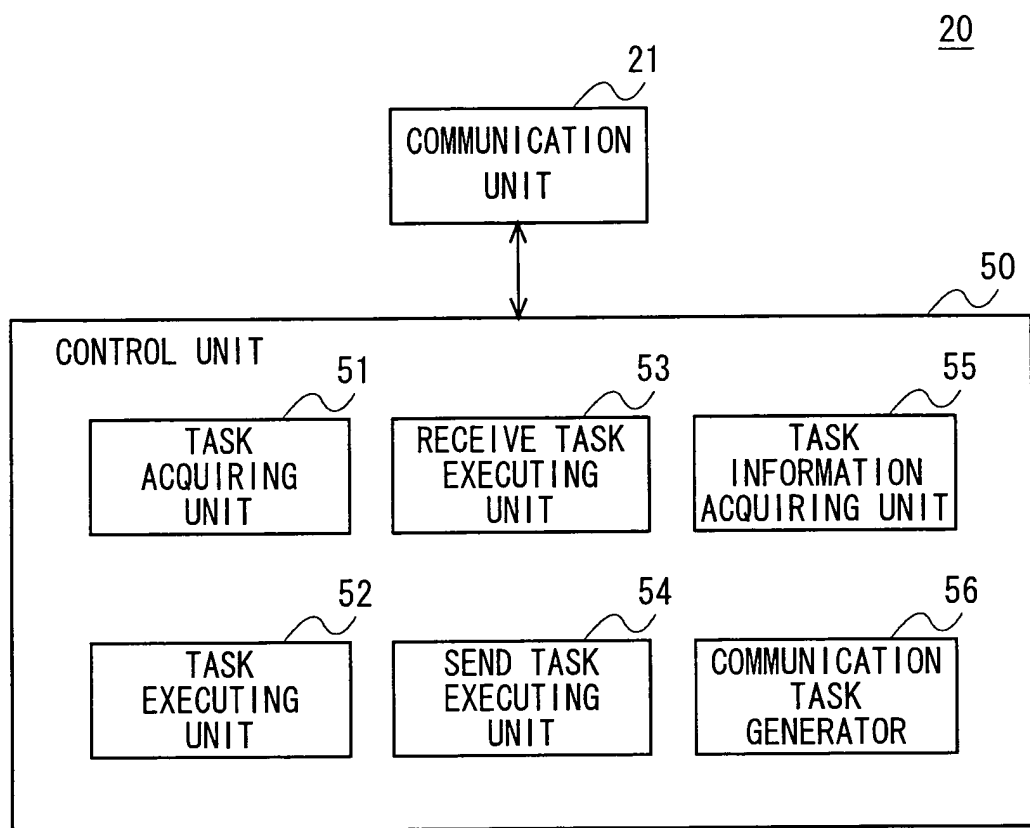 20
21
COMMUNICATION
UNIT
50
CONTROL UNIT
51
TASK
ACQUIRING
UNIT
53
RECEIVE TASK
EXECUTING
UNIT
55
TASK
INFORMATION
ACQUIRING UNIT
52
TASK
EXECUTING
UNIT
54
SEND TASK
EXECUTING
UNIT
56
COMMUNICATION
TASK
GENERATOR